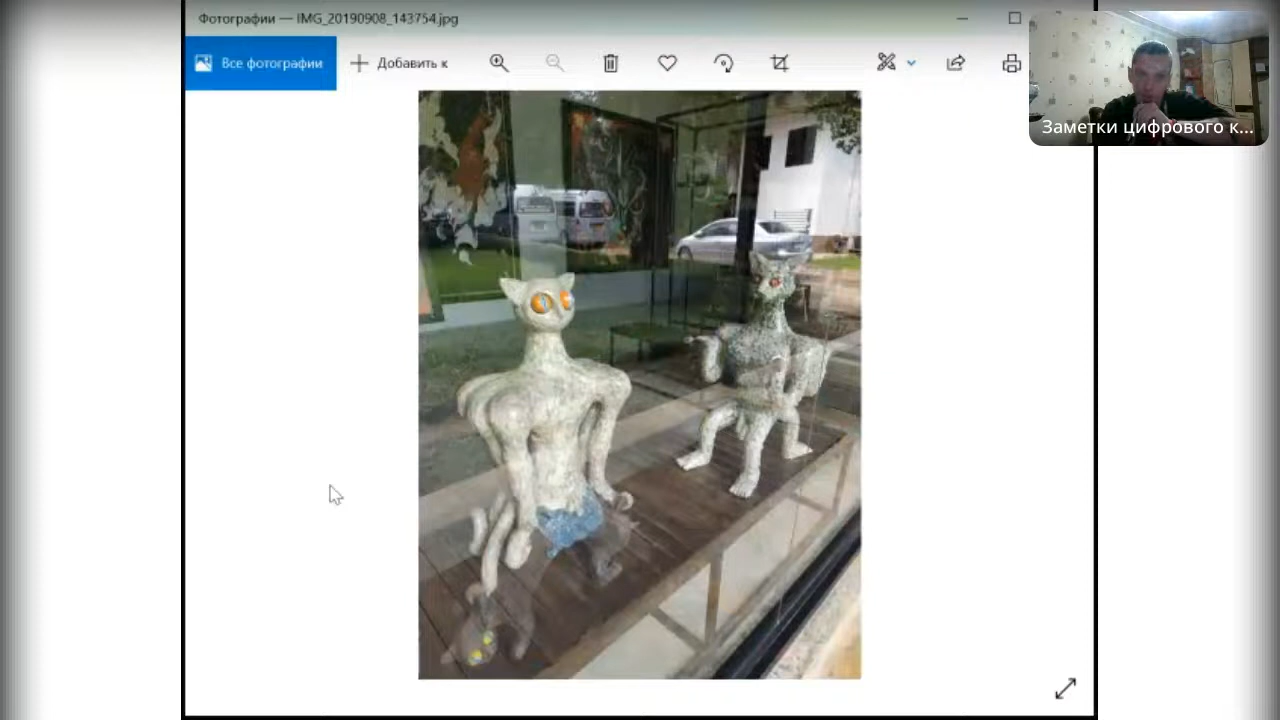 Фотографии — IMG_20190908_143754.jpg
Все фотографии
Добавить к
Заметки цифрового к...